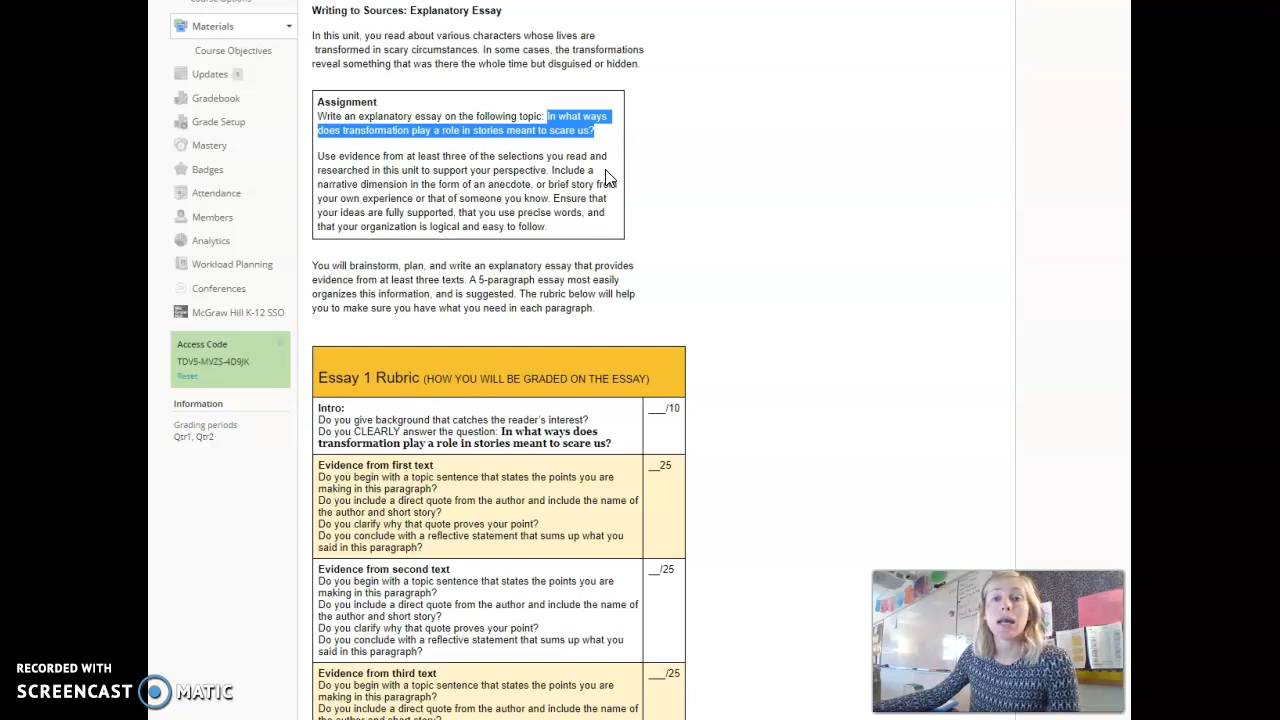 Course Options
Materials
Course Objectives
Updates 1
Gradebook
Grade Setup
Mastery
Badges
Attendance
Members
Analytics
Workload Planning
Conferences
McGraw Hill K-12 SSO
Access Code
TDV5-MVZS-4D9JK
Reset
Information
Grading periods
Qtr1, Qtr2
Writing to Sources: Explanatory Essay
In this unit, you read about various characters whose lives are
transformed in scary circumstances. In some cases, the transformations
reveal something that was there the whole time but disguised or hidden.
Assignment
Write an explanatory essay on the following topic: In what ways
does transformation play a role in stories meant to scare us?
Use evidence from at least three of the selections you read and
researched in this unit to support your perspective. Include a
narrative dimension in the form of an anecdote, or brief story from
your own experience or that of someone you know. Ensure that
your ideas are fully supported, that you use precise words, and
that your organization is logical and easy to follow.
You will brainstorm, plan, and write an explanatory essay that provides
evidence from at least three texts. A 5-paragraph essay most easily
organizes this information, and is suggested. The rubric below will help
you to make sure you have what you need in each paragraph.
Essay 1 Rubric (HOW YOU WILL BE GRADED ON THE ESSAY)
Intro:
Do you give background that catches the reader's interest?
Do you CLEARLY answer the question: In what ways does
transformation play a role in stories meant to scare us?
___/10
Evidence from first text
Do you begin with a topic sentence that states the points you are
making in this paragraph?
Do you include a direct quote from the author and include the name of
the author and short story?
Do you clarify why that quote proves your point?
Do you conclude with a reflective statement that sums up what you
said in this paragraph?
__25
Evidence from second text
Do you begin with a topic sentence that states the points you are
making in this paragraph?
Do you include a direct quote from the author and include the name of
the author and short story?
Do you clarify why that quote proves your point?
Do you conclude with a reflective statement that sums up what you
said in this paragraph?
__/25
Evidence from third text
Do you begin with a topic sentence that states the points you are
making in this paragraph?
Do you include a direct quote from the author and include the name of
the author and short story?
___/25
RECORDED WITH
SCREENCAST MATIC